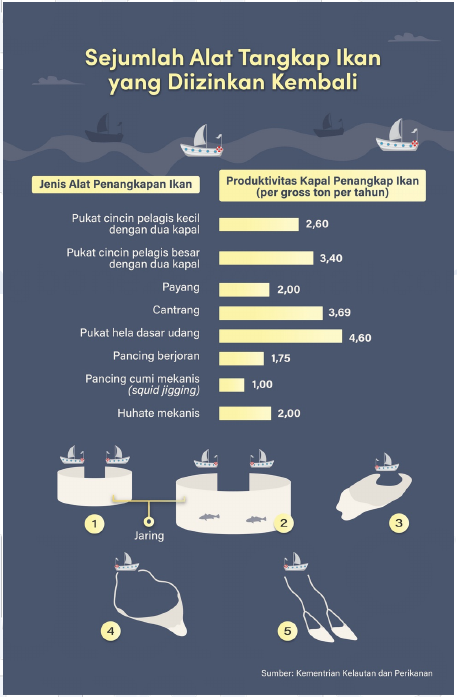 Sejumlah Alat Tangkap Ikan
yang Diizinkan Kembali
Jenis Alat Penangkapan Ikan
Produktivitas Kapal Penangkap Ikan
(per gross ton per tahun)
Pukat cincin pelagis kecil
dengan dua kapal
2,60
Pukat cincin pelagis besar
dengan dua kapal
3,40
Payang
2,00
Cantrang
3,69
Pukat hela dasar udang
4,60
Pancing berjoran
1,75
Pancing cumi mekanis
(squid jigging)
1,00
Huhate mekanis
2,00
1
Jaring
2
3
4
5
Sumber: Kementrian Kelautan dan Perikanan